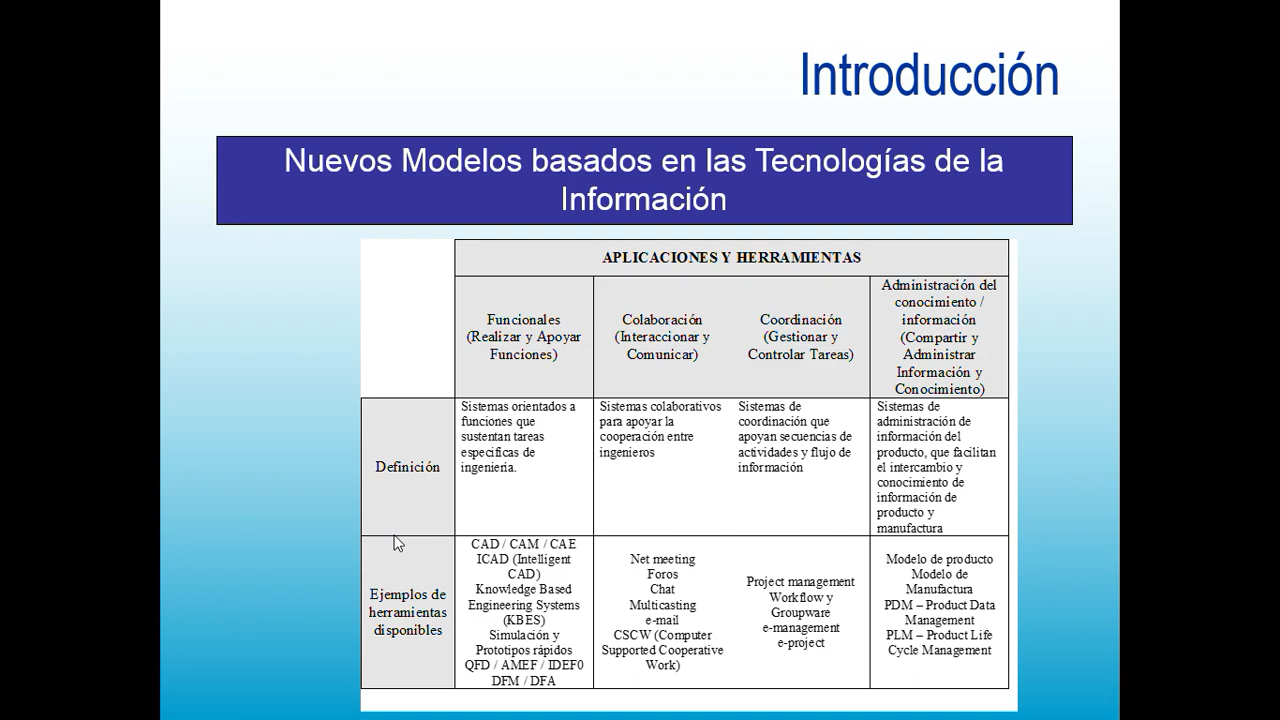 Introducción
Nuevos Modelos basados en las Tecnologías de la
Información
APLICACIONES Y HERRAMIENTAS
Funcionales
(Realizar y Apoyar
Funciones)
Colaboración
(Interaccionar y
Comunicar)
Coordinación
(Gestionar y
Controlar Tareas)
Administración del
conocimiento /
información
(Compartir y
Administrar
Información y
Conocimiento)
Definición
Sistemas orientados a
funciones que
sustentan tareas
especificas de
ingeniería.
Sistemas colaborativos
para apoyar la
cooperación entre
ingenieros
Sistemas de
coordinación que
apoyan secuencias de
actividades y flujo de
información
Sistemas de
administración de
información del
producto, que facilitan
el intercambio y
conocimiento de
información de
producto y
manufactura
Ejemplos de
herramientas
disponibles
CAD / CAM / CAE
ICAD (Intelligent
CAD)
Knowledge Based
Engineering Systems
(KBES)
Simulación y
Prototipos rápidos
QFD / AMEF / IDEF0
DFM / DFA
Net meeting
Foros
Chat
Multicasting
e-mail
CSCW (Computer
Supported Cooperative
Work)
Project management
Workflow y
Groupware
e-management
e-project
Modelo de producto
Modelo de
Manufactura
PDM – Product Data
Management
PLM – Product Life
Cycle Management